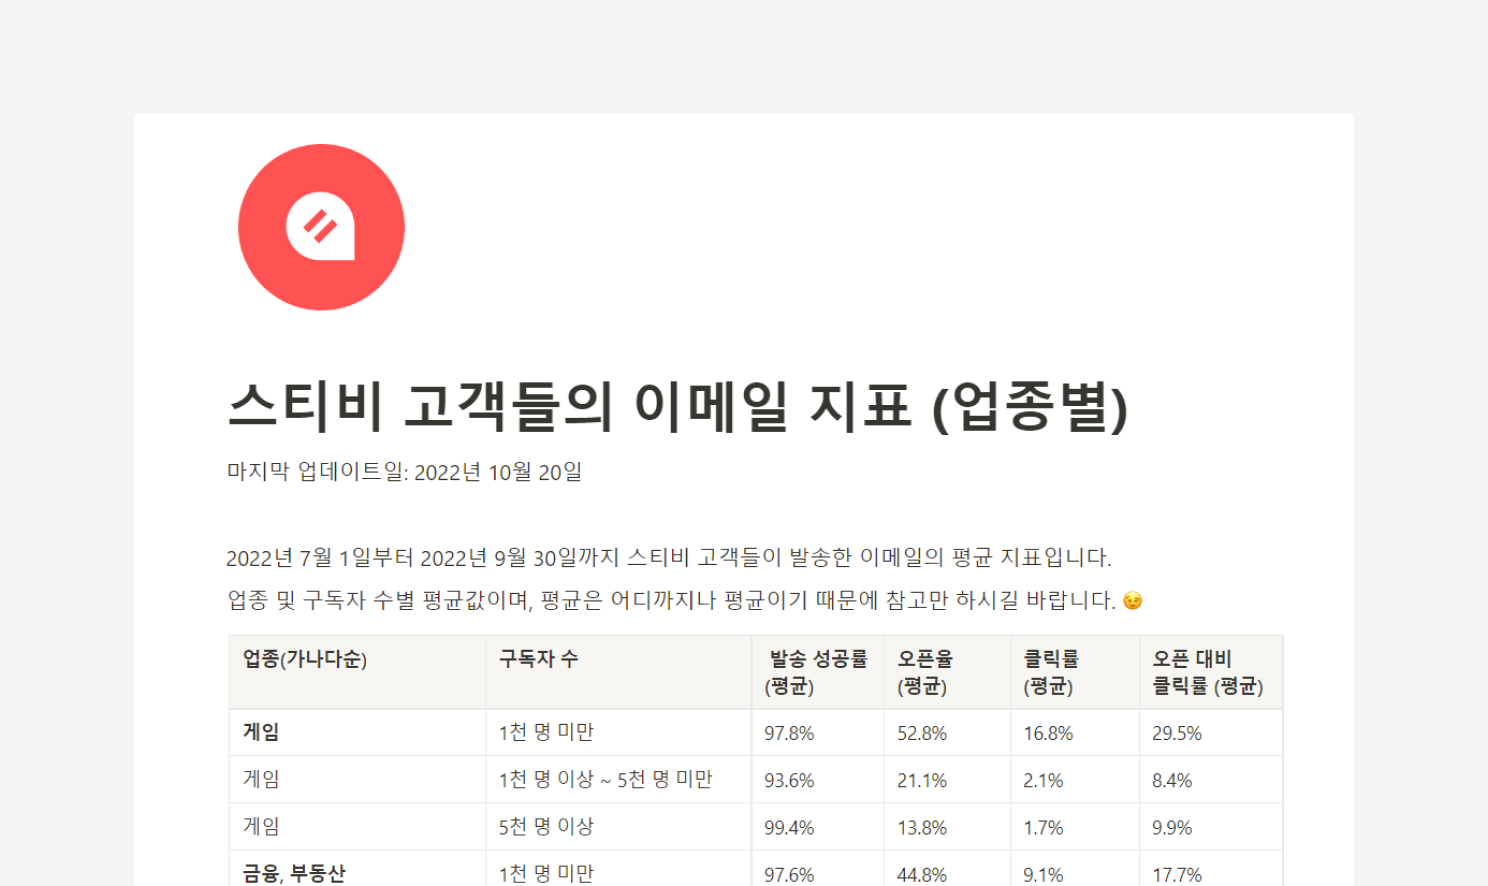 스티비 고객들의 이메일 지표 (업종별)
마지막 업데이트일: 2022년 10월 20일
2022년 7월 1일부터 2022년 9월 30일까지 스티비 고객들이 발송한 이메일의 평균 지표입니다.
업종 및 구독자 수별 평균값이며, 평균은 어디까지나 평균이기 때문에 참고만 하시길 바랍니다. 😉
업종(가나다순) 구독자 수 발송 성공률 (평균) 오픈율 (평균) 클릭률 (평균) 오픈 대비 클릭률 (평균)
게임 1천 명 미만 97.8% 52.8% 16.8% 29.5%
게임 1천 명 이상 ~ 5천 명 미만 93.6% 21.1% 2.1% 8.4%
게임 5천 명 이상 99.4% 13.8% 1.7% 9.9%
금융, 부동산 1천 명 미만 97.6% 44.8% 9.1% 17.7%